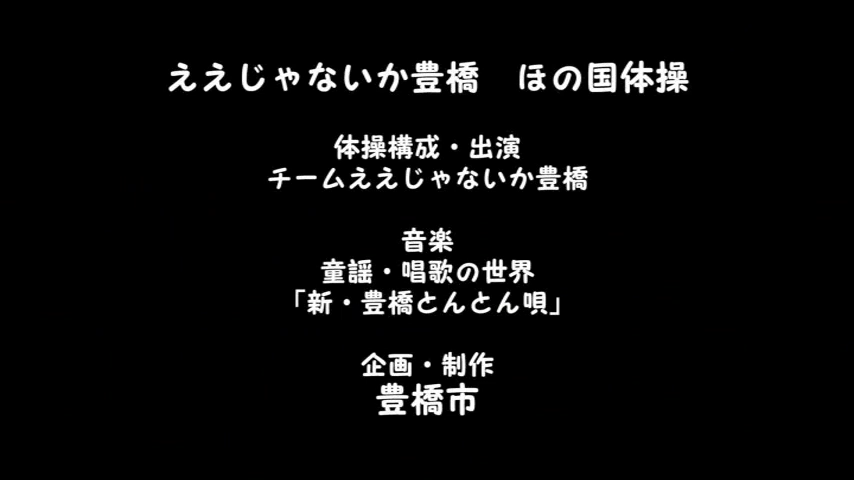 ええじゃないか豊橋　ほの国体操
体操構成・出演
チームええじゃないか豊橋
音楽
童謡・唱歌の世界
「新・豊橋とんとん唄」
企画・制作
豊橋市